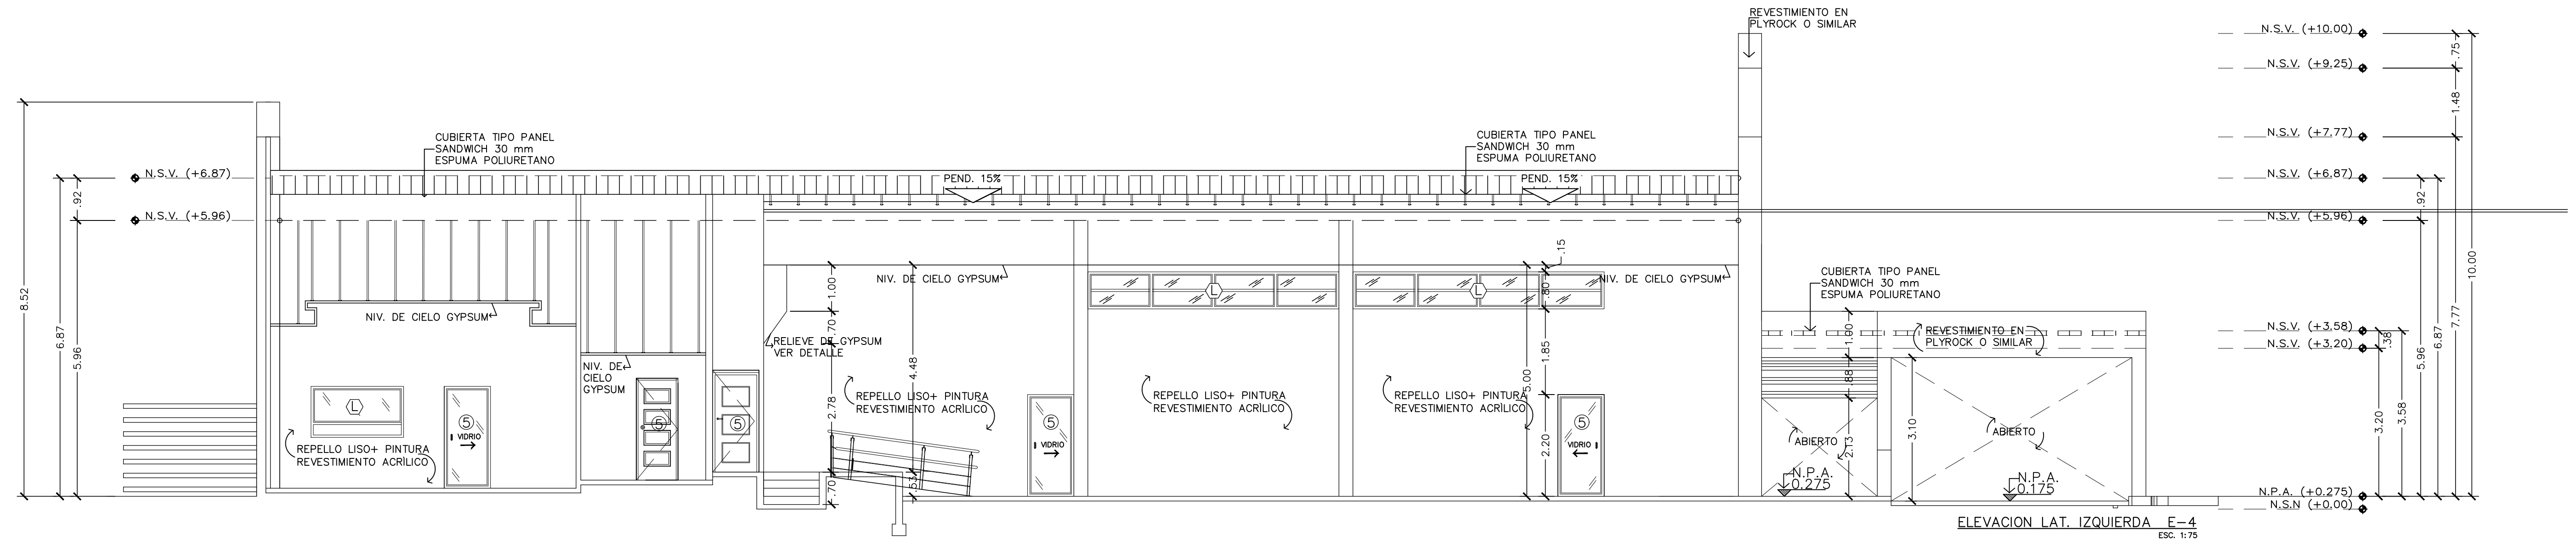 REVESTIMIENTO EN
PLYROCK O SIMILAR
N.S.V. (+10.00)
.75
N.S.V. (+9.25)
1.48
N.S.V. (+7.77)
N.S.V. (+6.87)
.92
N.S.V. (+5.96)
10.00
7.77
6.87
5.96
N.S.V. (+3.58)
N.S.V. (+3.20)
.38
3.58
3.20
N.P.A. (+0.275)
N.S.N (+0.00)
CUBIERTA TIPO PANEL
SANDWICH 30 mm
ESPUMA POLIURETANO
CUBIERTA TIPO PANEL
SANDWICH 30 mm
ESPUMA POLIURETANO
N.S.V. (+6.87)
.92
N.S.V. (+5.96)
8.52
6.87
5.96
PEND. 15%
PEND. 15%
NIV. DE CIELO GYPSUM
NIV. DE
CIELO
GYPSUM
NIV. DE CIELO GYPSUM
NIV. DE CIELO GYPSUM
.15
1.00
.70
RELIEVE DE GYPSUM
VER DETALLE
4.48
2.78
.70
.53
5.00
.80
1.85
2.20
L
L
L
5
VIDRIO
5
5
5
VIDRIO
5
VIDRIO
REPELLO LISO+ PINTURA
REVESTIMIENTO ACRÍLICO
REPELLO LISO+ PINTURA
REVESTIMIENTO ACRÍLICO
REPELLO LISO+ PINTURA
REVESTIMIENTO ACRÍLICO
REPELLO LISO+ PINTURA
REVESTIMIENTO ACRÍLICO
CUBIERTA TIPO PANEL
SANDWICH 30 mm
ESPUMA POLIURETANO
1.00
REVESTIMIENTO EN
PLYROCK O SIMILAR
.88
2.13
3.10
ABIERTO
ABIERTO
N.P.A.
0.275
N.P.A.
0.175
ELEVACION LAT. IZQUIERDA E-4
ESC. 1:75